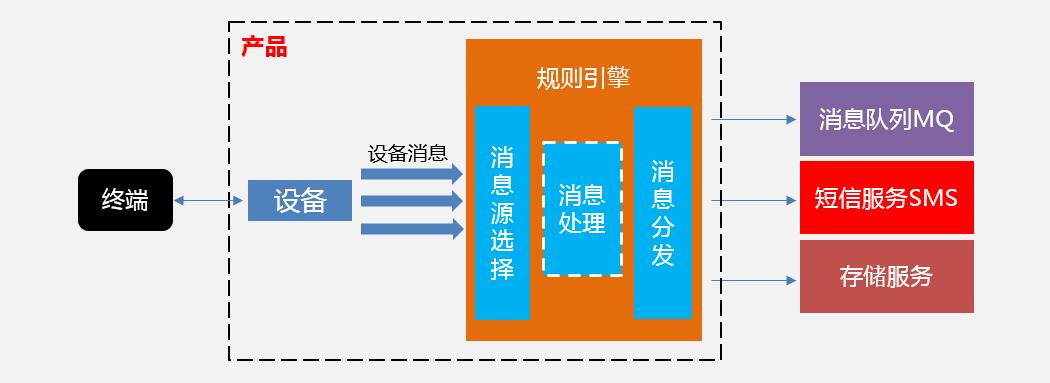 产品
规则引擎
终端
设备
设备消息
消息源选择
消息
处理
消息分发
消息队列MQ
短信服务SMS
存储服务